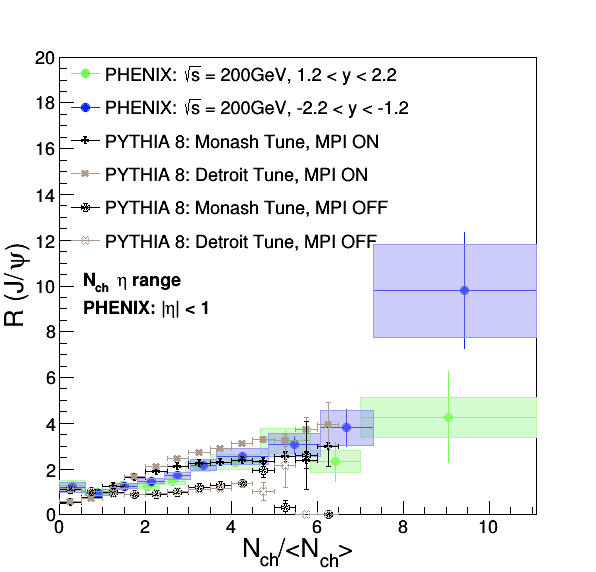 PHENIX: √s = 200GeV, 1.2 < y < 2.2
PHENIX: √s = 200GeV, -2.2 < y < -1.2
PYTHIA 8: Monash Tune, MPI ON
PYTHIA 8: Detroit Tune, MPI ON
PYTHIA 8: Monash Tune, MPI OFF
PYTHIA 8: Detroit Tune, MPI OFF
N_ch η range
PHENIX: |η| < 1
R (J/ψ)
20
18
16
14
12
10
8
6
4
2
0
0 2 4 6 8 10
N_ch/<N_ch>